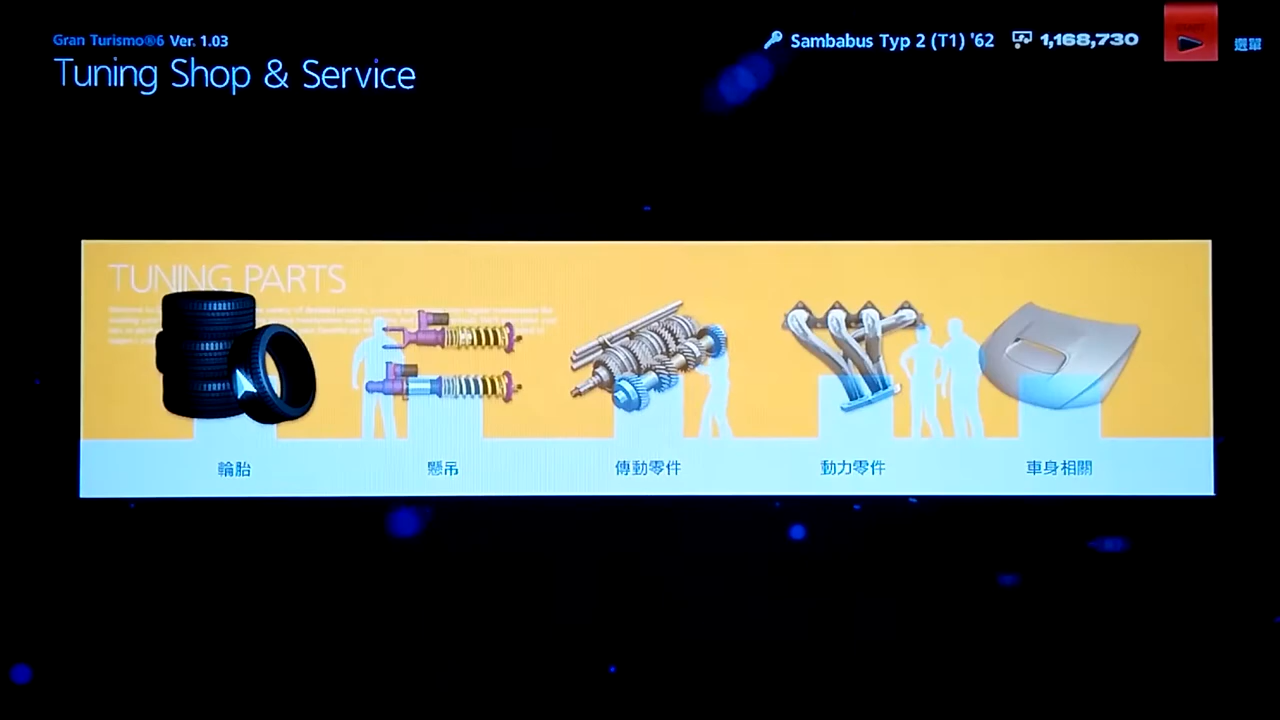 Gran Turismo®6 Ver. 1.03
Tuning Shop & Service
Sambabus Typ 2 (T1) '62
1,168,730
START
選單
TUNING PARTS
輪胎
懸吊
傳動零件
動力零件
車身相關